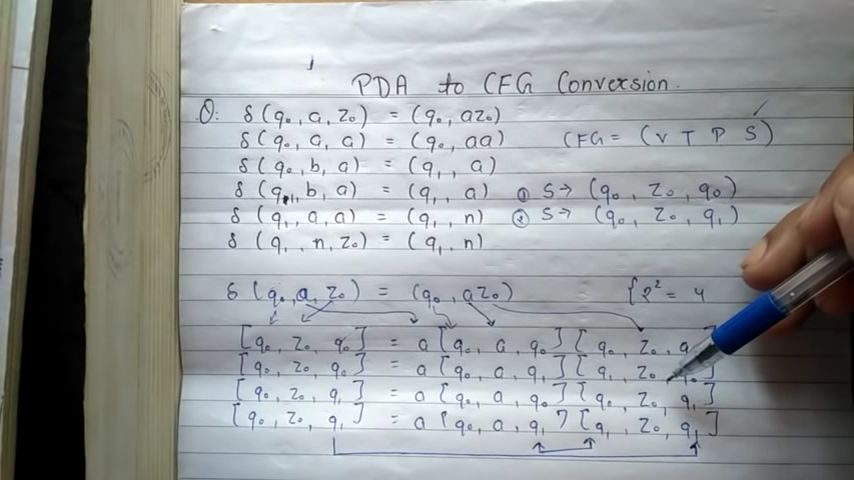 PDA to CFG Conversion.
Q: δ(q₀, a, z₀) = (q₀, az₀)
δ(q₀, a, a) = (q₀, aa)
CFG = (V T P S)
δ(q₀, b, a) = (q₁, a)
δ(q₁, b, a) = (q₁, a) ① S → (q₀, z₀, q₀)
δ(q₁, a, a) = (q₁, n) ② S → (q₀, z₀, q₁)
δ(q₁, n, z₀) = (q₁, n)
δ(q₀, a, z₀) = (q₀, az₀) {2² = 4
[q₀, z₀, q₀] = a [q₀, a, q₀] [q₀, z₀, q₀]
[q₀, z₀, q₀] = a [q₀, a, q₁] [q₁, z₀, q₀]
[q₀, z₀, q₁] = a [q₀, a, q₀] [q₀, z₀, q₁]
[q₀, z₀, q₁] = a [q₀, a, q₁] [q₁, z₀, q₁]